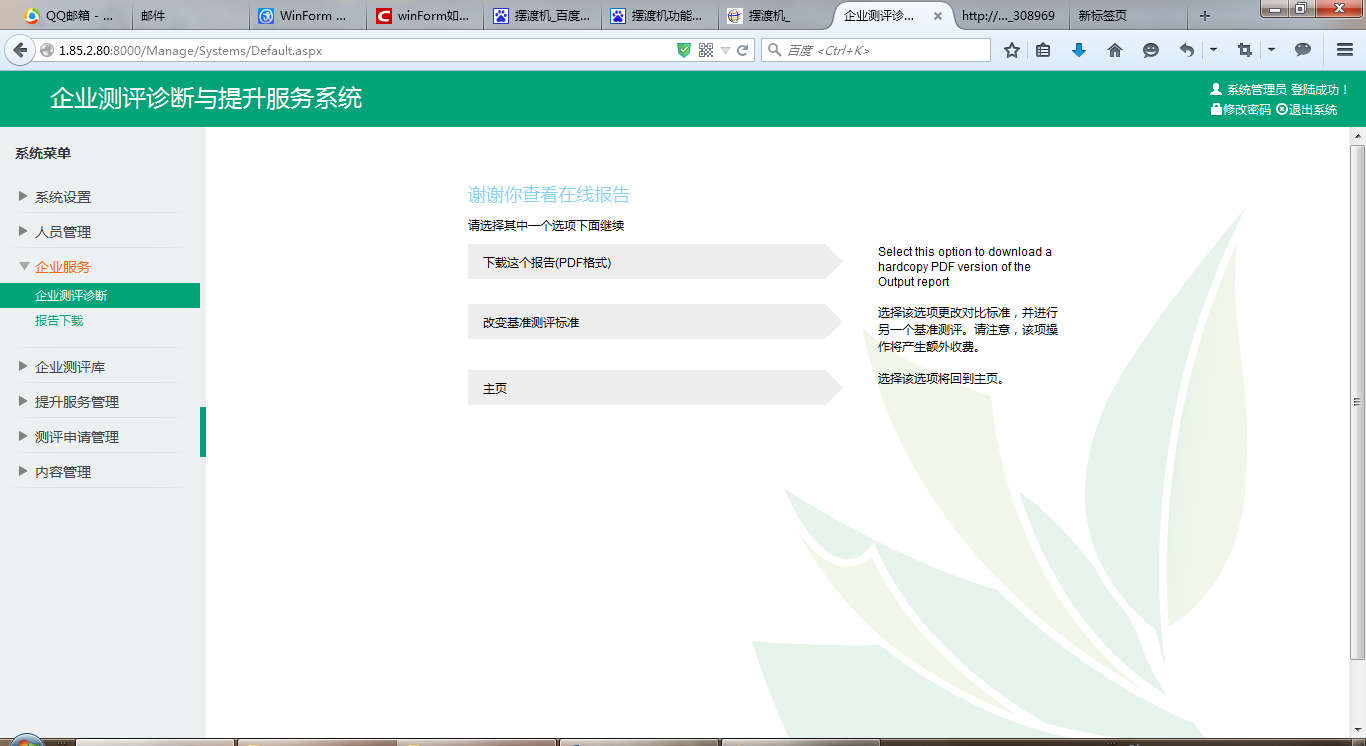 QQ邮箱 - ...
邮件
WinForm ...
winForm如...
摆渡机_百度...
摆渡机功能...
摆渡机_
企业测评诊...
http://..._308969
新标签页
1.85.2.80:8000/Manage/Systems/Default.aspx
百度 <Ctrl+K>
企业测评诊断与提升服务系统
系统管理员 登陆成功！
修改密码 退出系统
系统菜单
系统设置
人员管理
企业服务
企业测评诊断
报告下载
企业测评库
提升服务管理
测评申请管理
内容管理
谢谢你查看在线报告
请选择其中一个选项下面继续
下载这个报告(PDF格式)
改变基准测评标准
主页
Select this option to download a
hardcopy PDF version of the
Output report
选择该选项更改对比标准，并进行
另一个基准测评。请注意，该项操
作将产生额外收费。
选择该选项将回到主页。